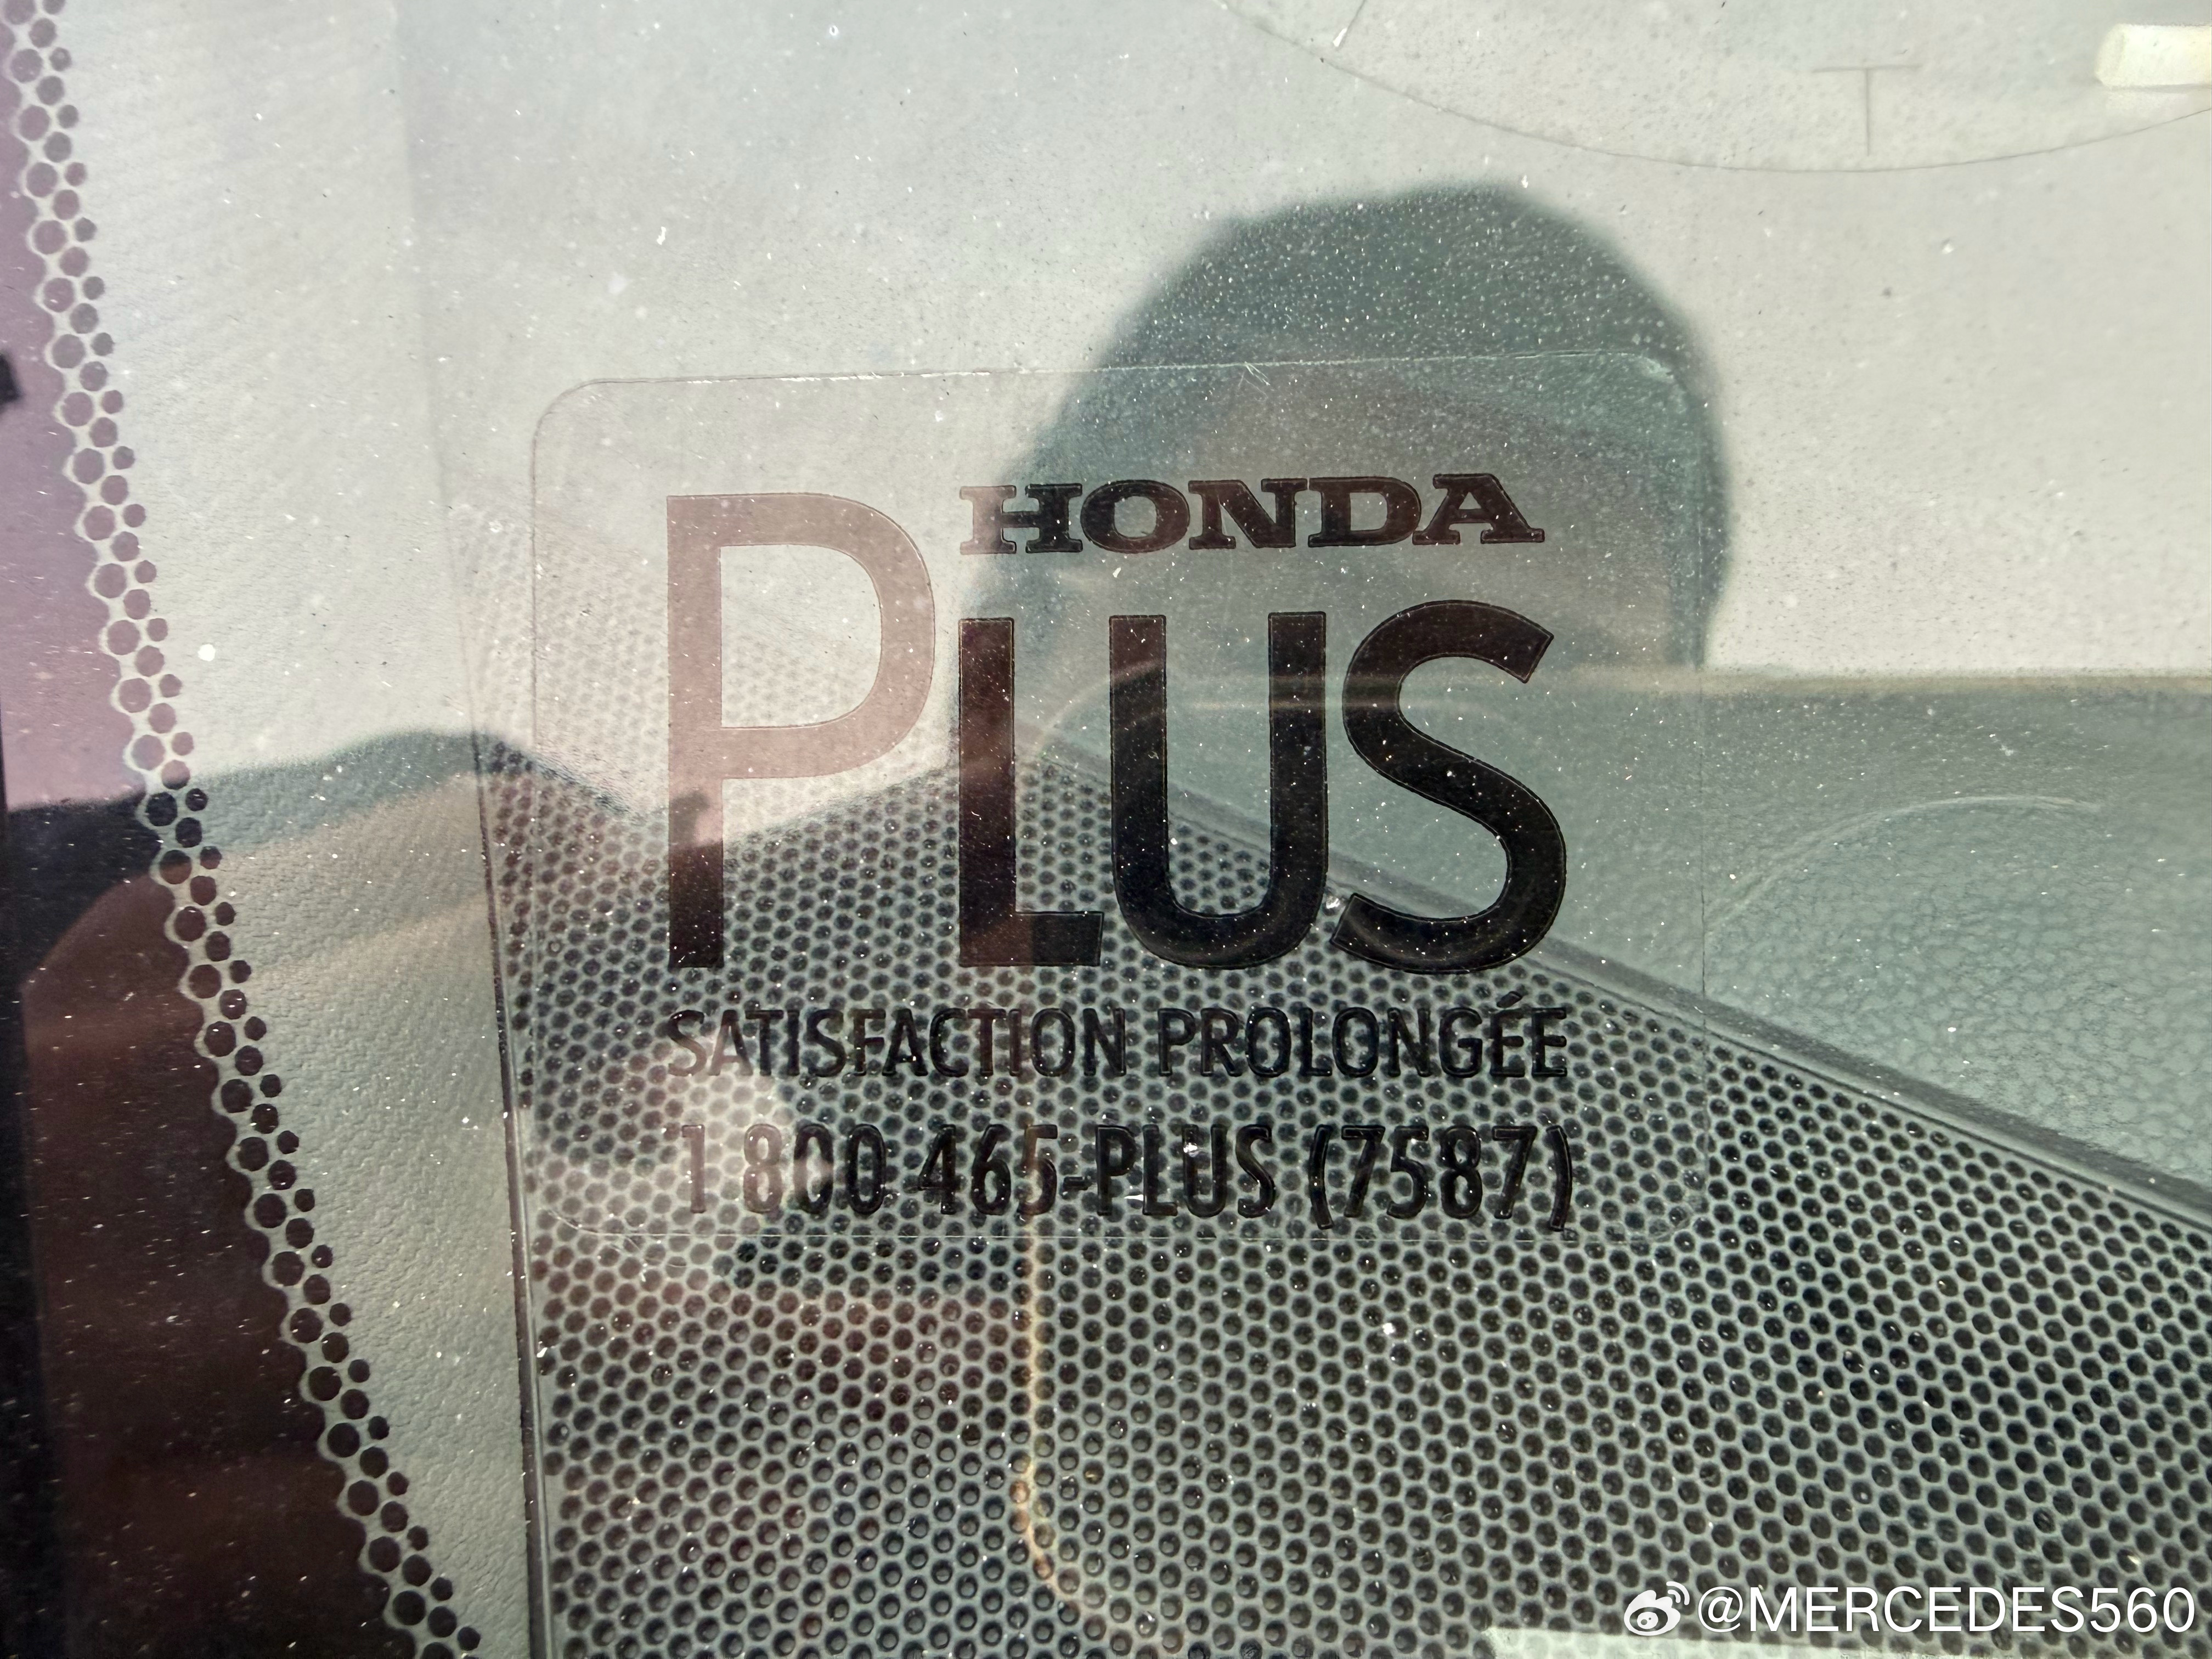 HONDA
PLUS
SATISFACTION PROLONGÉE
1 800 465-PLUS (7587)
@MERCEDES560